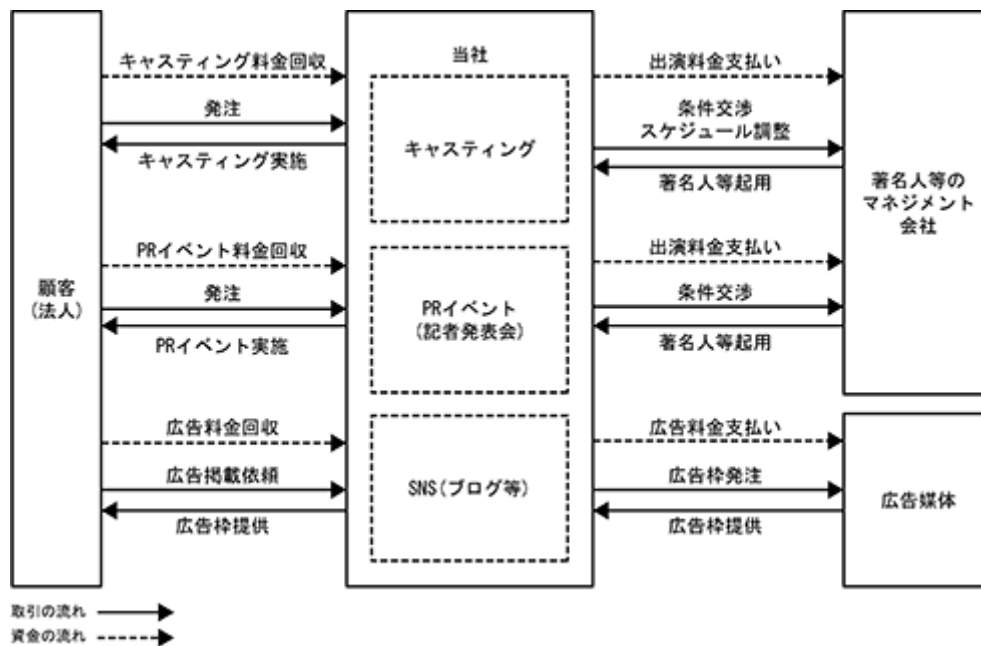 当社
キャスティング料金回収
発注
キャスティング実施
キャスティング
出演料金支払い
条件交渉
スケジュール調整
著名人等起用
著名人等の
マネジメント
会社
顧客
(法人)
PRイベント料金回収
発注
PRイベント実施
PRイベント
(記者発表会)
出演料金支払い
条件交渉
著名人等起用
広告料金回収
広告掲載依頼
広告枠提供
SNS(ブログ等)
広告料金支払い
広告枠発注
広告枠提供
広告媒体
取引の流れ
資金の流れ